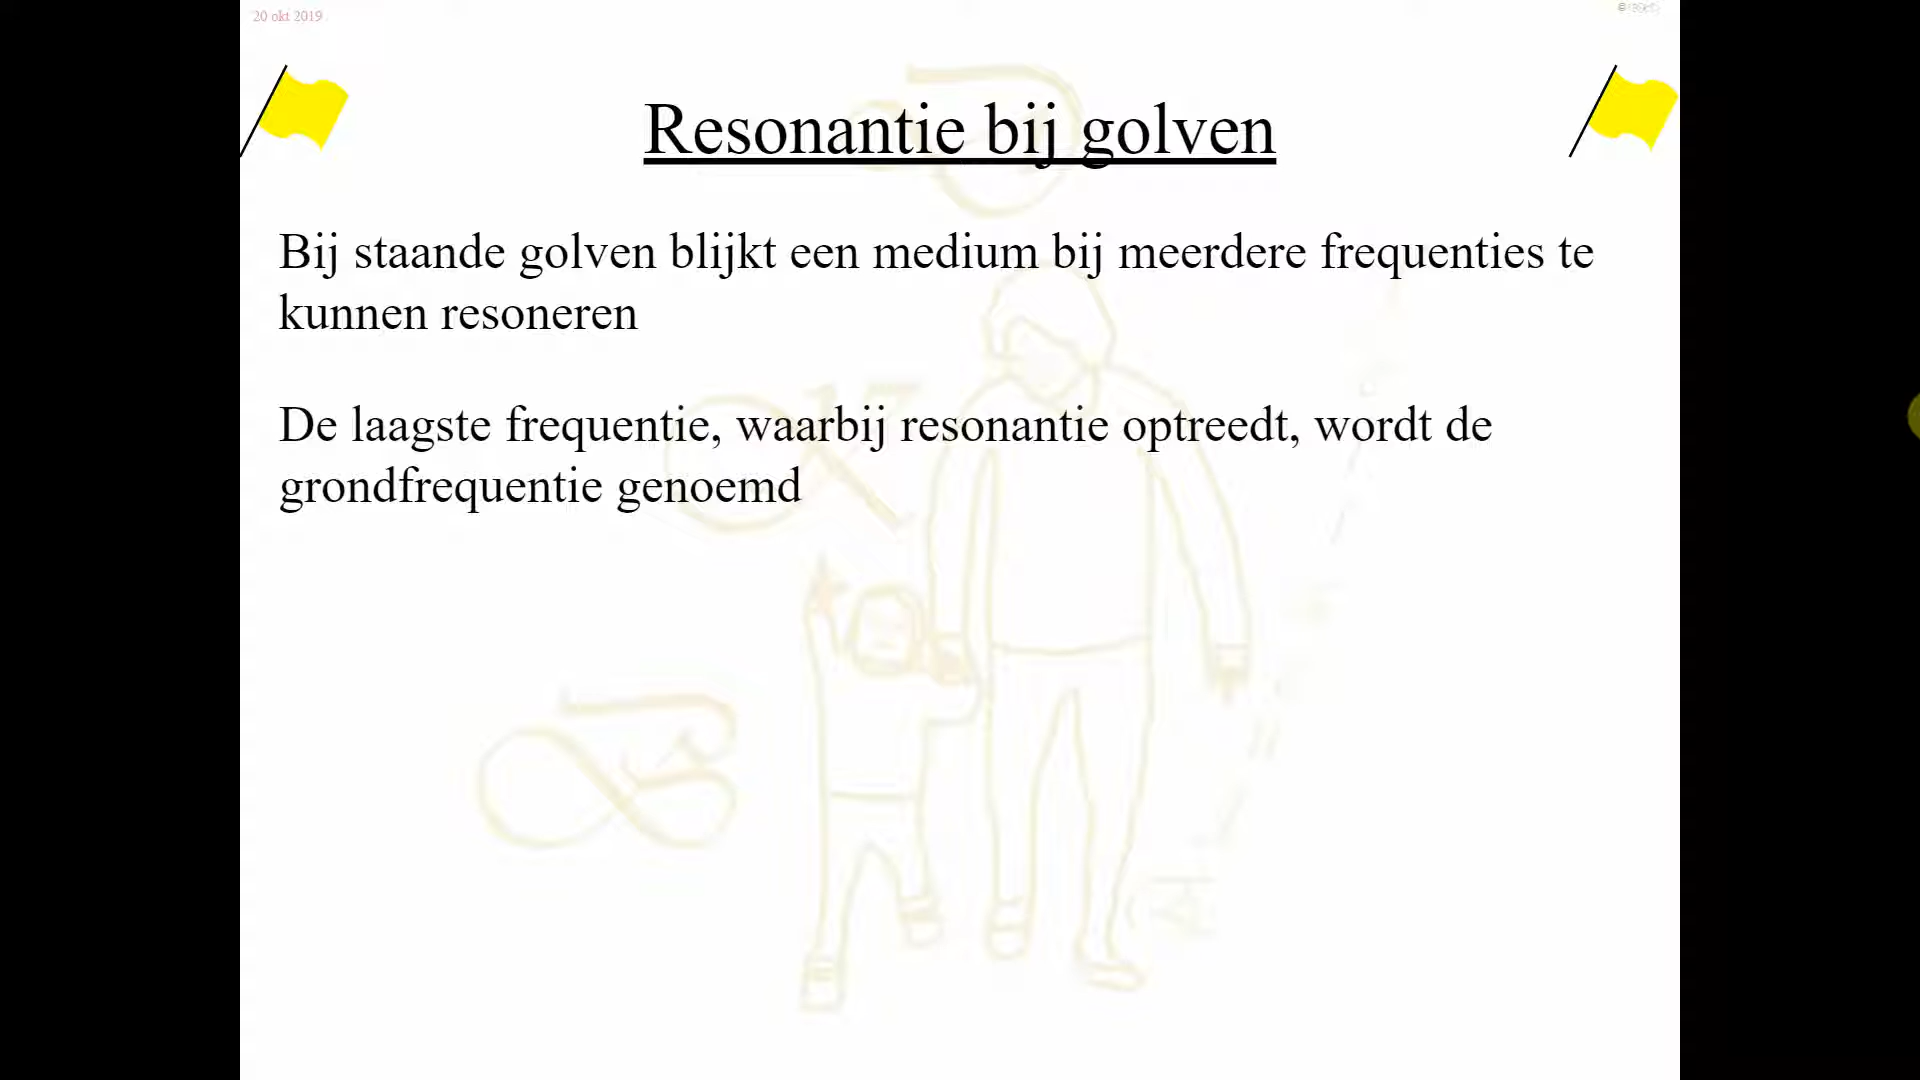 20 okt 2019
Resonantie bij golven
Bij staande golven blijkt een medium bij meerdere frequenties te
kunnen resoneren
De laagste frequentie, waarbij resonantie optreedt, wordt de
grondfrequentie genoemd